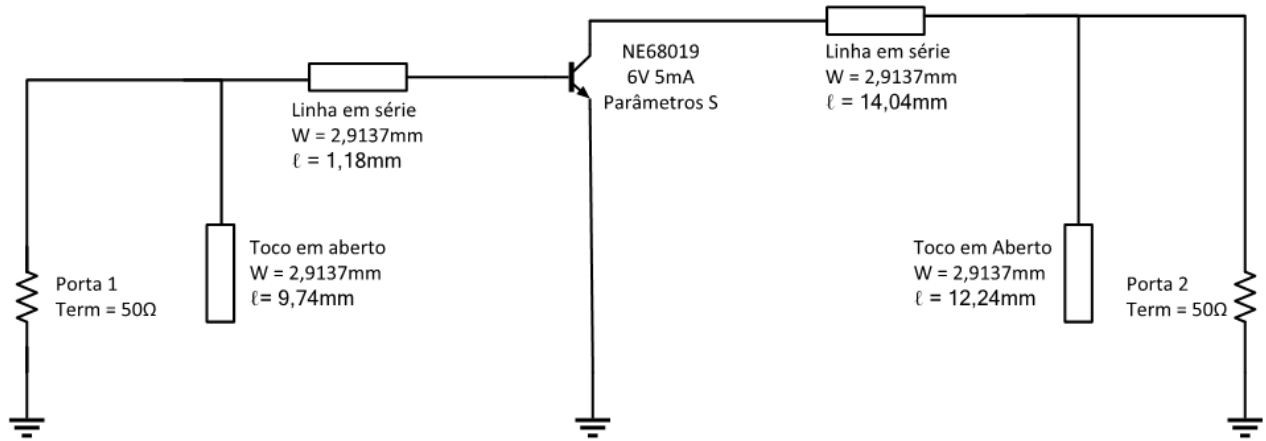 NE68019
6V 5mA
Parâmetros S
Linha em série
W = 2,9137mm
ℓ = 14,04mm
Linha em série
W = 2,9137mm
ℓ = 1,18mm
Porta 1
Term = 50Ω
Toco em aberto
W = 2,9137mm
ℓ= 9,74mm
Toco em Aberto
W = 2,9137mm
ℓ = 12,24mm
Porta 2
Term = 50Ω